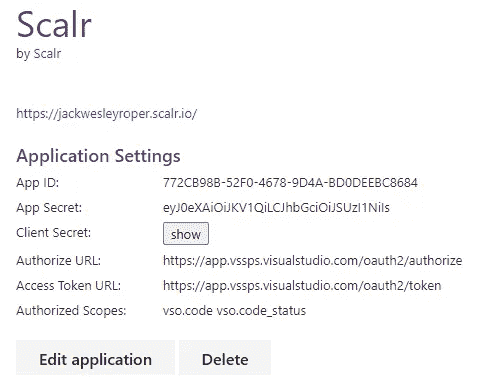 Scalr
by Scalr
https://jackwesleyroper.scalr.io/
Application Settings
App ID: 772CB98B-52F0-4678-9D4A-BD0DEEBC8684
App Secret: eyJ0eXAiOiJKV1QiLCJhbGciOiJSUzI1NiIs
Client Secret: show
Authorize URL: https://app.vssps.visualstudio.com/oauth2/authorize
Access Token URL: https://app.vssps.visualstudio.com/oauth2/token
Authorized Scopes: vso.code vso.code_status
Edit application Delete